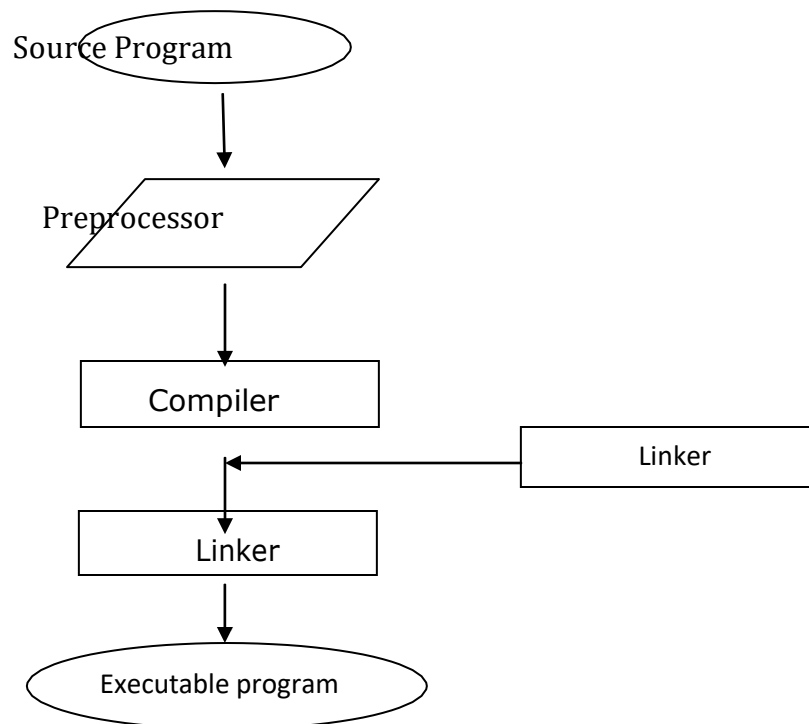 Source Program
Preprocessor
Compiler
Linker
Linker
Executable program